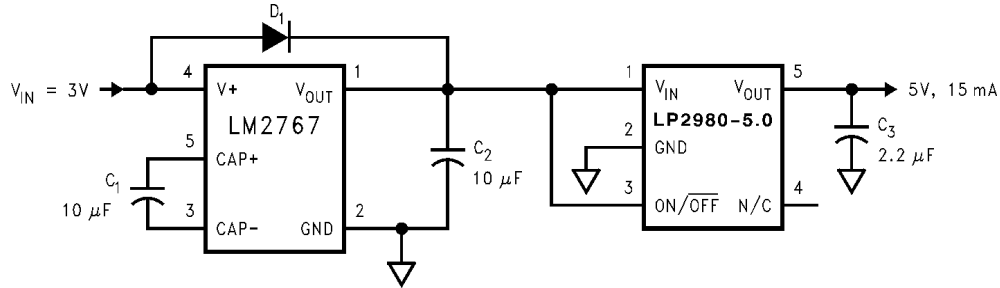 D1
VIN = 3V
4
V+
VOUT
1
LM2767
5
CAP+
C1
10 μF
3
CAP-
GND
2
C2
10 μF
1
VIN
VOUT
5
LP2980-5.0
2
GND
3
ON/OFF
N/C
4
5V, 15 mA
C3
2.2 μF